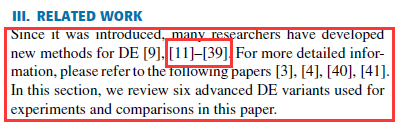 III. RELATED WORK
Since it was introduced, many researchers have developed
new methods for DE [9], [11]–[39]. For more detailed infor-
mation, please refer to the following papers [3], [4], [40], [41].
In this section, we review six advanced DE variants used for
experiments and comparisons in this paper.